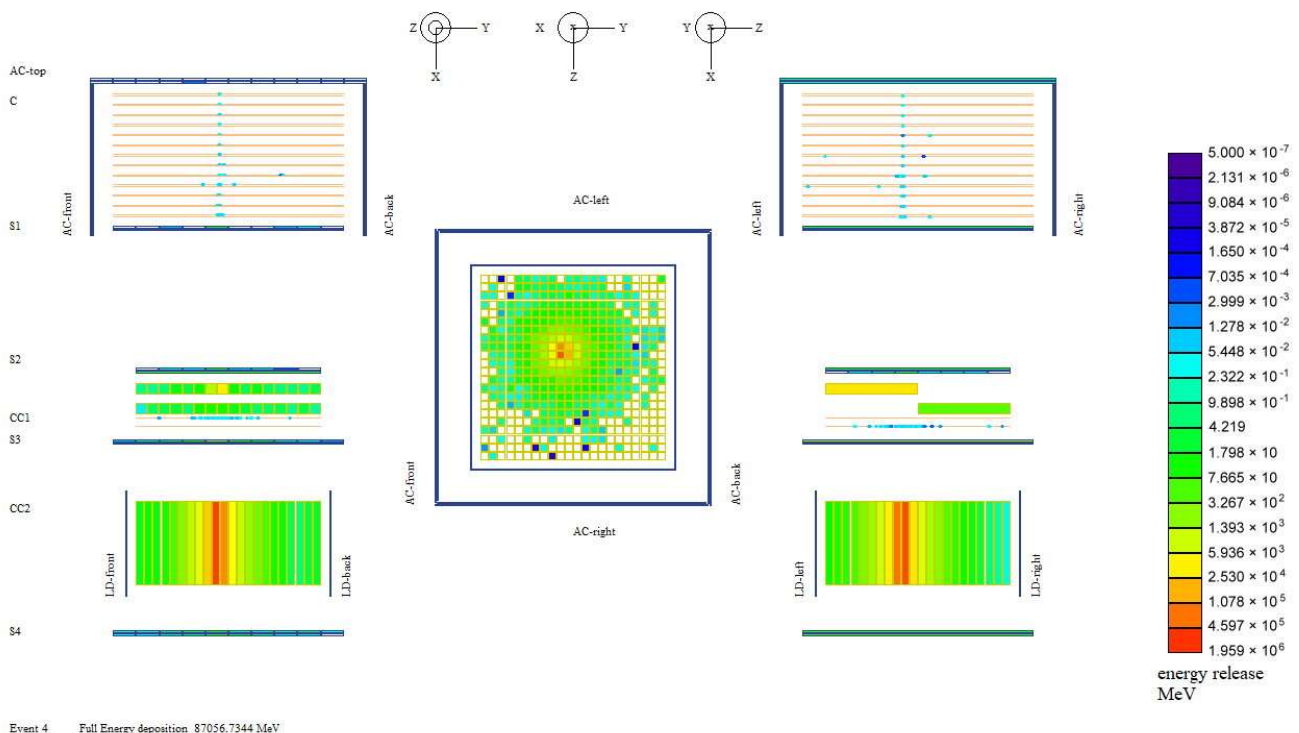 Z Y X
X Y Z
Y Z X
AC-top
C
AC-front
AC-back
S1
AC-left
AC-right
AC-left
AC-front
AC-back
AC-right
S2
CC1
S3
CC2
LD-front
LD-back
LD-left
LD-right
S4
5.000 × 10⁻⁷
2.131 × 10⁻⁶
9.084 × 10⁻⁶
3.872 × 10⁻⁵
1.650 × 10⁻⁴
7.035 × 10⁻⁴
2.999 × 10⁻³
1.278 × 10⁻²
5.448 × 10⁻²
2.322 × 10⁻¹
9.898 × 10⁻¹
4.219
1.798 × 10
7.665 × 10
3.267 × 10²
1.393 × 10³
5.936 × 10³
2.530 × 10⁴
1.078 × 10⁵
4.597 × 10⁵
1.959 × 10⁶
energy release
MeV
Event 4 Full Energy deposition 87056.7344 MeV